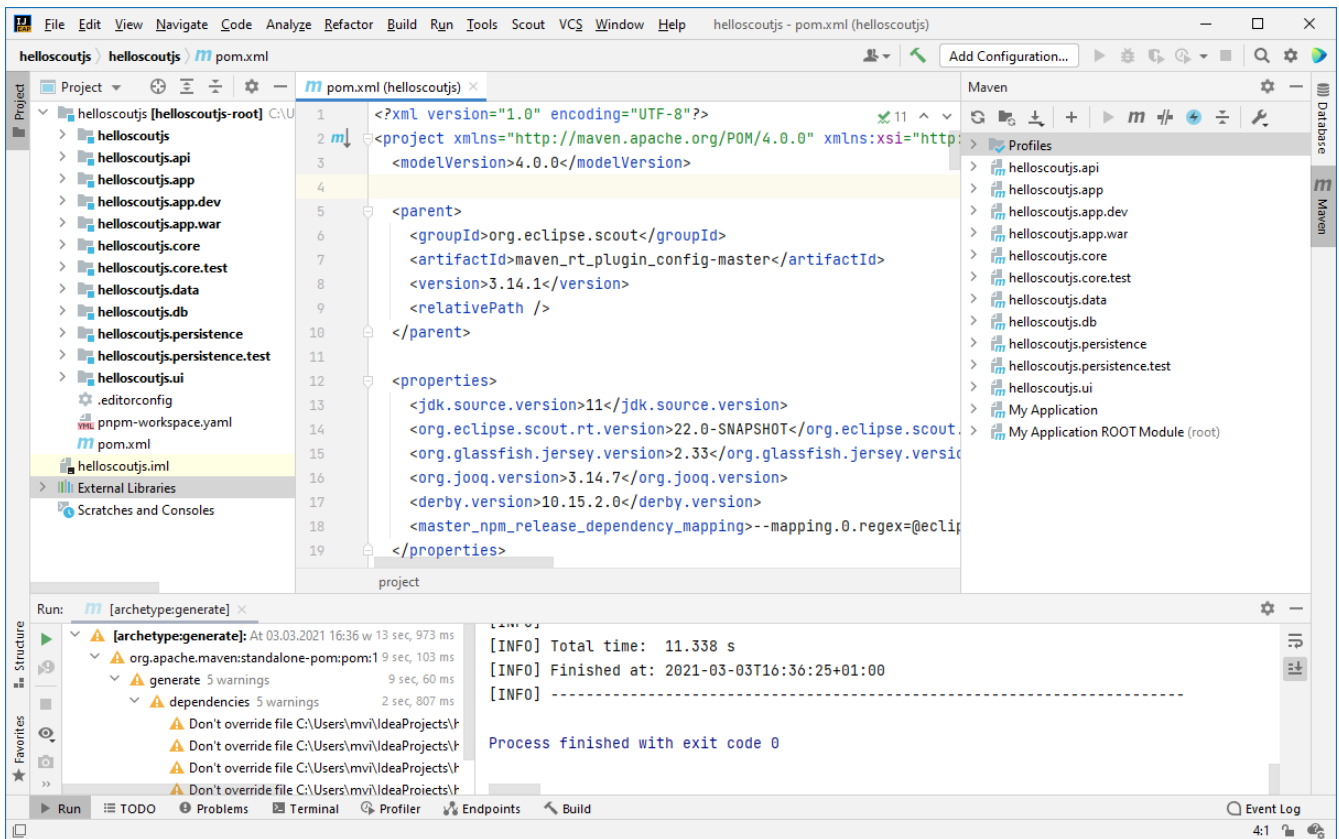 File Edit View Navigate Code Analyze Refactor Build Run Tools Scout VCS Window Help helloscoutjs - pom.xml (helloscoutjs)
helloscoutjs helloscoutjs pom.xml Add Configuration...
Project
Project
helloscoutjs [helloscoutjs-root] C:\U
helloscoutjs
helloscoutjs.api
helloscoutjs.app
helloscoutjs.app.dev
helloscoutjs.app.war
helloscoutjs.core
helloscoutjs.core.test
helloscoutjs.data
helloscoutjs.db
helloscoutjs.persistence
helloscoutjs.persistence.test
helloscoutjs.ui
.editorconfig
pnpm-workspace.yaml
pom.xml
helloscoutjs.iml
External Libraries
Scratches and Consoles
pom.xml (helloscoutjs)
11
1 <?xml version="1.0" encoding="UTF-8"?>
2 <project xmlns="http://maven.apache.org/POM/4.0.0" xmlns:xsi="http:
3 <modelVersion>4.0.0</modelVersion>
4
5 <parent>
6 <groupId>org.eclipse.scout</groupId>
7 <artifactId>maven_rt_plugin_config-master</artifactId>
8 <version>3.14.1</version>
9 <relativePath />
10 </parent>
11
12 <properties>
13 <jdk.source.version>11</jdk.source.version>
14 <org.eclipse.scout.rt.version>22.0-SNAPSHOT</org.eclipse.scout.
15 <org.glassfish.jersey.version>2.33</org.glassfish.jersey.versio
16 <org.jooq.version>3.14.7</org.jooq.version>
17 <derby.version>10.15.2.0</derby.version>
18 <master_npm_release_dependency_mapping>--mapping.0.regex=@eclip
19 </properties>
project
Maven
Profiles
helloscoutjs.api
helloscoutjs.app
helloscoutjs.app.dev
helloscoutjs.app.war
helloscoutjs.core
helloscoutjs.core.test
helloscoutjs.data
helloscoutjs.db
helloscoutjs.persistence
helloscoutjs.persistence.test
helloscoutjs.ui
My Application
My Application ROOT Module (root)
Database
Maven
Run: [archetype:generate]
Structure
Favorites
[archetype:generate]: At 03.03.2021 16:36 w 13 sec, 973 ms
org.apache.maven:standalone-pom:pom:1 9 sec, 103 ms
generate 5 warnings 9 sec, 60 ms
dependencies 5 warnings 2 sec, 807 ms
Don't override file C:\Users\mvi\IdeaProjects\h
Don't override file C:\Users\mvi\IdeaProjects\h
Don't override file C:\Users\mvi\IdeaProjects\h
Don't override file C:\Users\mvi\IdeaProjects\h
[INFO]
[INFO] Total time: 11.338 s
[INFO] Finished at: 2021-03-03T16:36:25+01:00
[INFO] ------------------------------------------------------------------------
Process finished with exit code 0
Run TODO Problems Terminal Profiler Endpoints Build Event Log
4:1